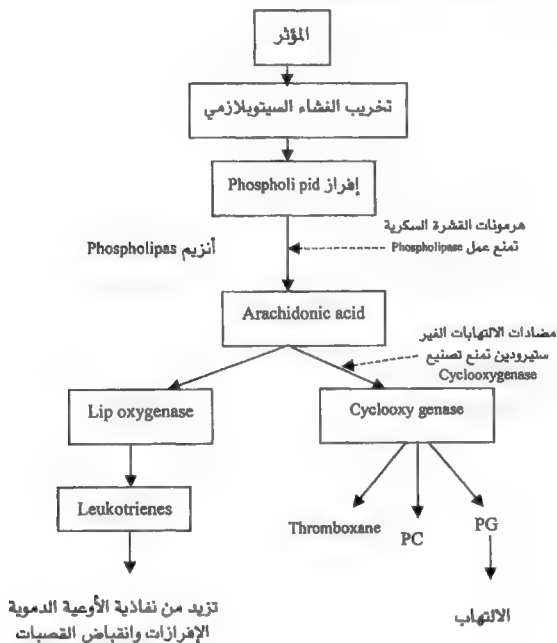 المؤثر
تخريب الغشاء السيتوبلازمي
إفراز Phospholi pid
هرمونات القشرة السكرية
تمنع عمل Phospholipase
أنزيم Phospholipas
Arachidonic acid
مضادات الالتهابات الغير
ستيرودين تمنع تصنيع
Cyclooxygenase
Lip oxygenase
Cyclooxy genase
Leukotrienes
Thromboxane
PC
PG
تزيد من نفاذية الأوعية الدموية
الإفرازات وانقباض القصبات
الالتهاب